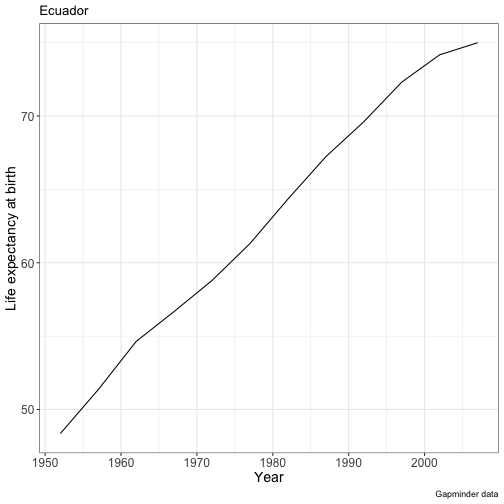 Ecuador
Life expectancy at birth
70
60
50
1950 1960 1970 1980 1990 2000
Year
Gapminder data